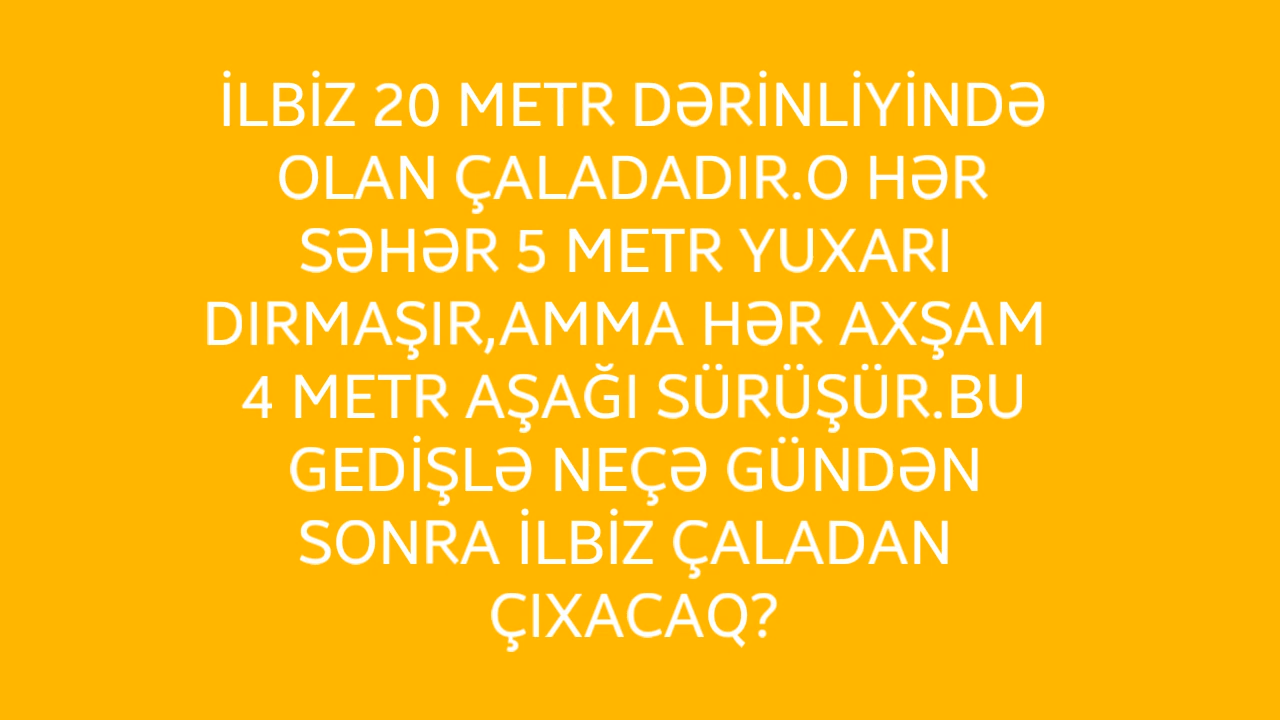 İLBİZ 20 METR DƏRİNLİYİNDƏ
OLAN ÇALADADIR.O HƏR
SƏHƏR 5 METR YUXARI
DIRMAŞIR,AMMA HƏR AXŞAM
4 METR AŞAĞI SÜRÜŞÜR.BU
GEDİŞLƏ NEÇƏ GÜNDƏN
SONRA İLBİZ ÇALADAN
ÇIXACAQ?